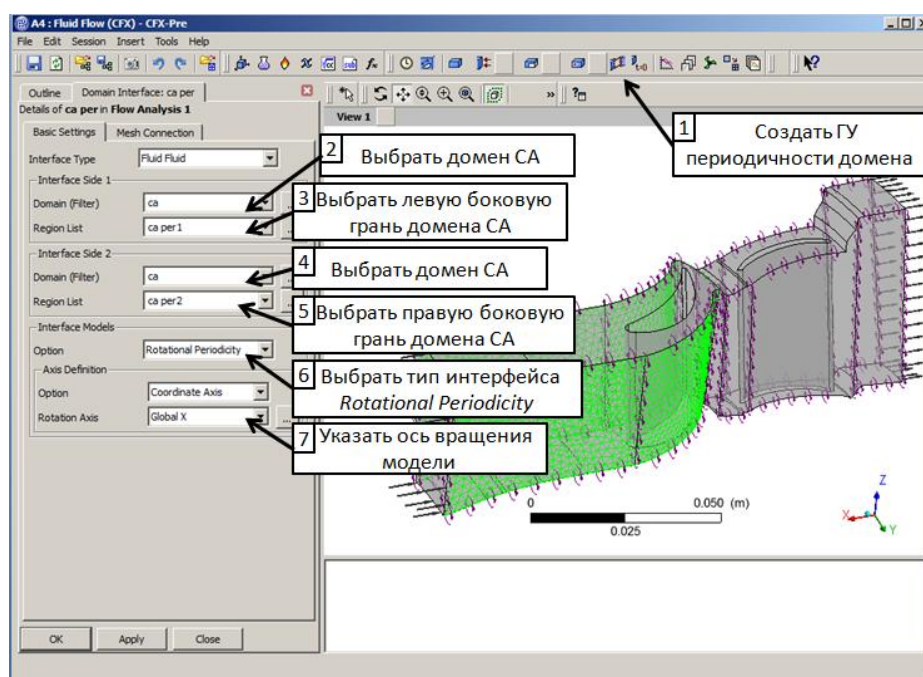 A4 : Fluid Flow (CFX) - CFX-Pre
File Edit Session Insert Tools Help
Outline Domain Interface: ca per
Details of ca per in Flow Analysis 1
Basic Settings Mesh Connection
Interface Type Fluid Fluid
Interface Side 1
Domain (Filter) ca ...
Region List ca per1 ...
Interface Side 2
Domain (Filter) ca ...
Region List ca per2 ...
Interface Models
Option Rotational Periodicity
Axis Definition
Option Coordinate Axis
Rotation Axis Global X ...
OK Apply Close
View 1
1 Создать ГУ
периодичности домена
2 Выбрать домен СА
3 Выбрать левую боковую
грань домена СА
4 Выбрать домен СА
5 Выбрать правую боковую
грань домена СА
6 Выбрать тип интерфейса
Rotational Periodicity
7 Указать ось вращения
модели
0 0.050 (m)
0.025
Z
X
Y